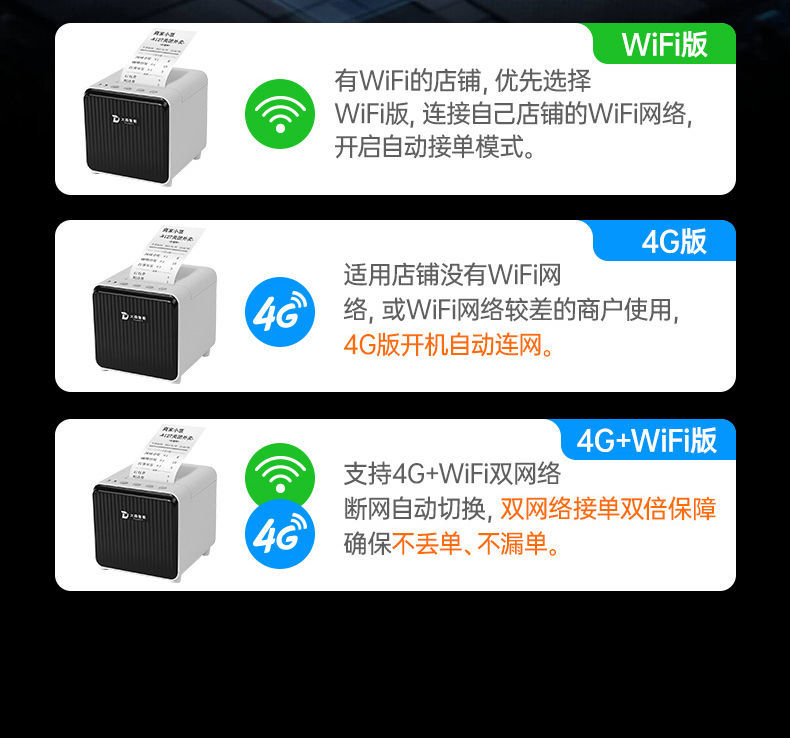 WiFi版
有WiFi的店铺, 优先选择
WiFi版, 连接自己店铺的WiFi网络,
开启自动接单模式。
4G版
4G
适用店铺没有WiFi网
络, 或WiFi网络较差的商户使用,
4G版开机自动连网。
4G+WiFi版
4G
支持4G+WiFi双网络
断网自动切换, 双网络接单双倍保障
确保不丢单、不漏单。